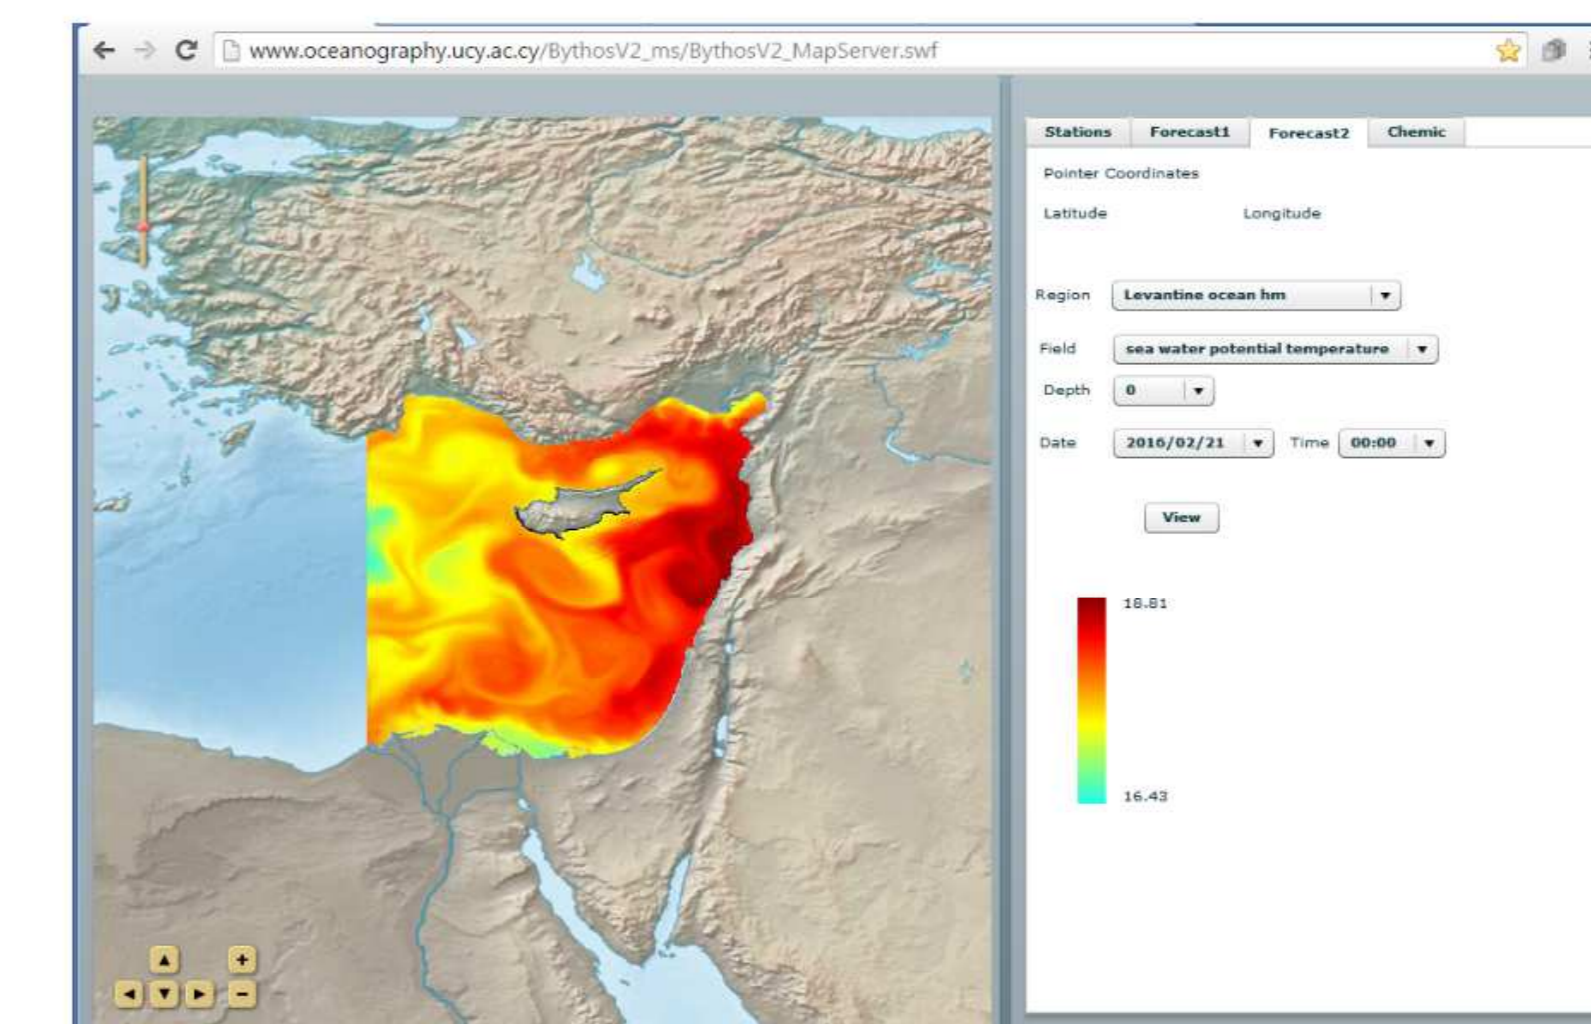 www.oceanography.ucy.ac.cy/BythosV2_ms/BythosV2_MapServer.swf
Stations Forecast1 Forecast2 Chemic
Pointer Coordinates
Latitude Longitude
Region Levantine ocean hm
Field sea water potential temperature
Depth 0
Date 2016/02/21 Time 00:00
View
18.81
16.43